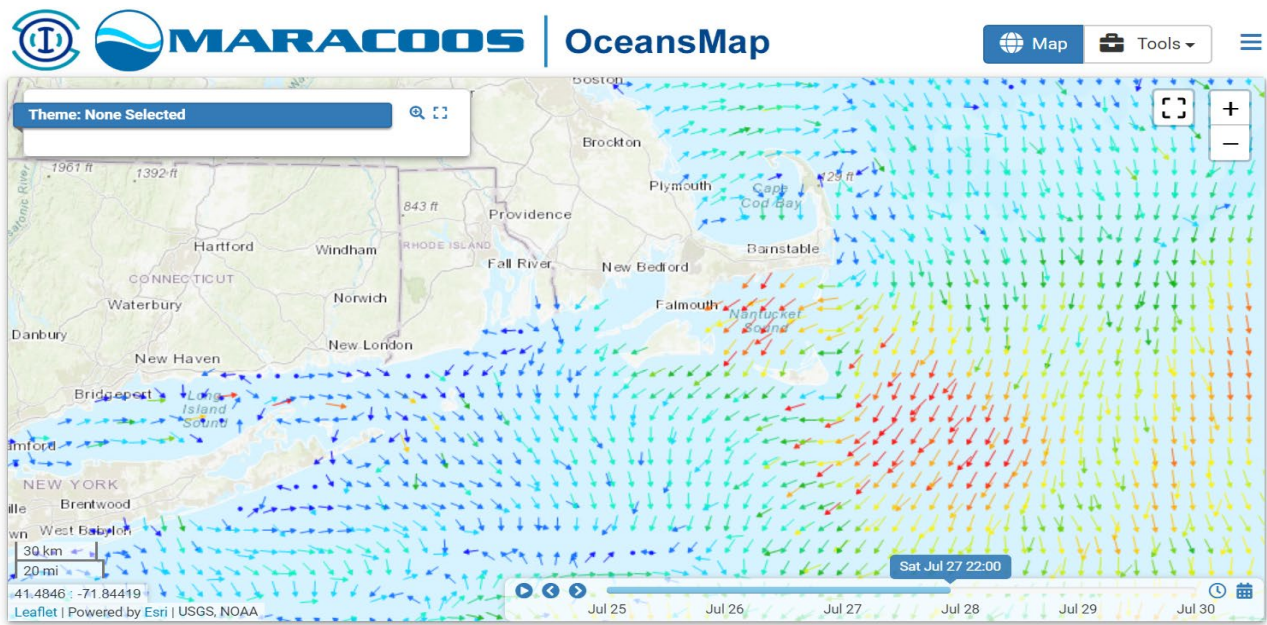 MARACOOS OceansMap
Map Tools
Boston
Theme: None Selected
Brockton
1961 ft
1392 ft
Plymouth
Cape
Cod Bay
129 ft
843 ft
Providence
Hartford
Windham
RHODE ISLAND
Barnstable
Fall River
New Bedford
CONNECTICUT
Waterbury
Norwich
Falmouth
Nantucket
Sound
Danbury
New London
New Haven
Bridgeport
Long
Island
Sound
amford
NEW YORK
ille
Brentwood
wn
West Babylon
30 km
20 mi
Sat Jul 27 22:00
41.4846 : -71.84419
Leaflet | Powered by Esri | USGS, NOAA
Jul 25 Jul 26 Jul 27 Jul 28 Jul 29 Jul 30